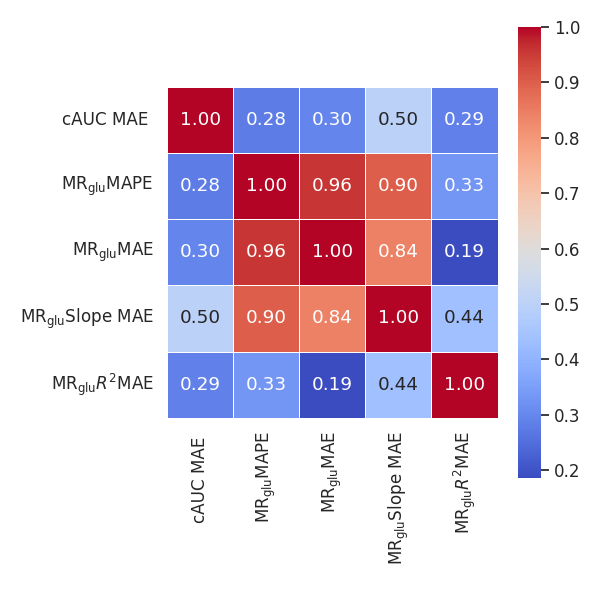 1.0
cAUC MAE 1.00 0.28 0.30 0.50 0.29 0.9
MRgluMAPE 0.28 1.00 0.96 0.90 0.33 0.8
0.7
MRgluMAE 0.30 0.96 1.00 0.84 0.19 0.6
0.5
MRgluSlope MAE 0.50 0.90 0.84 1.00 0.44 0.4
MRgluR²MAE 0.29 0.33 0.19 0.44 1.00 0.3
0.2
cAUC MAE
MRgluMAPE
MRgluMAE
MRgluSlope MAE
MRgluR²MAE